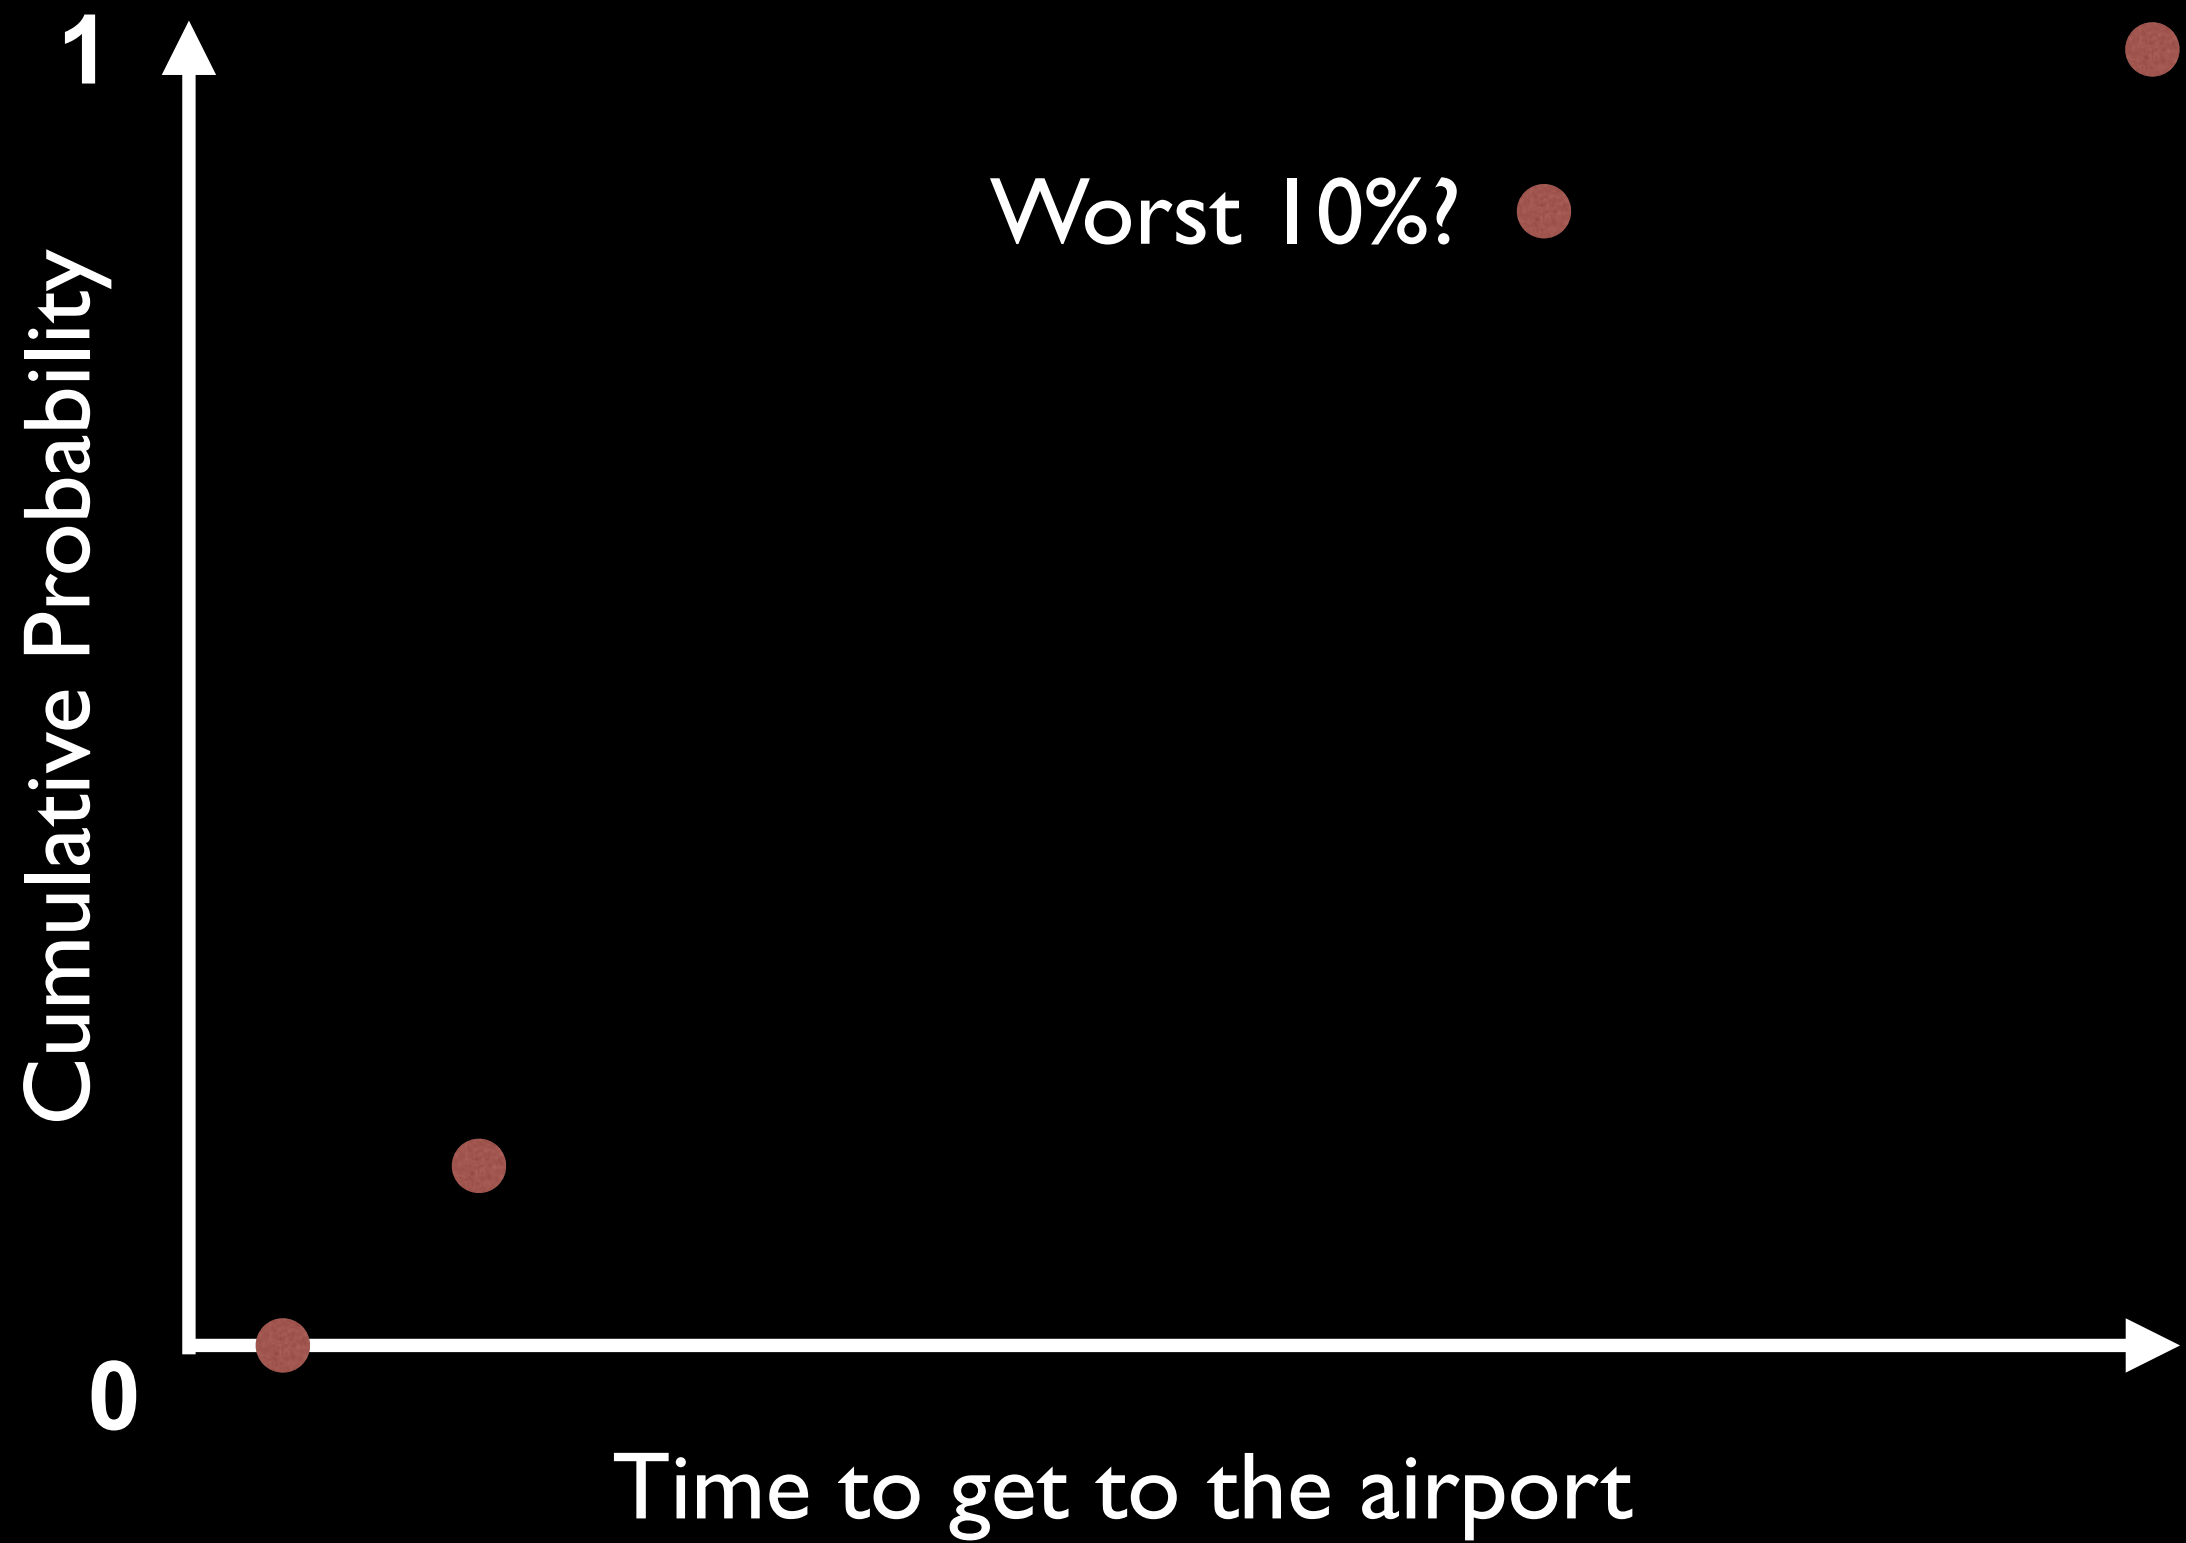 1
Worst 10%?
Cumulative Probability
0
Time to get to the airport